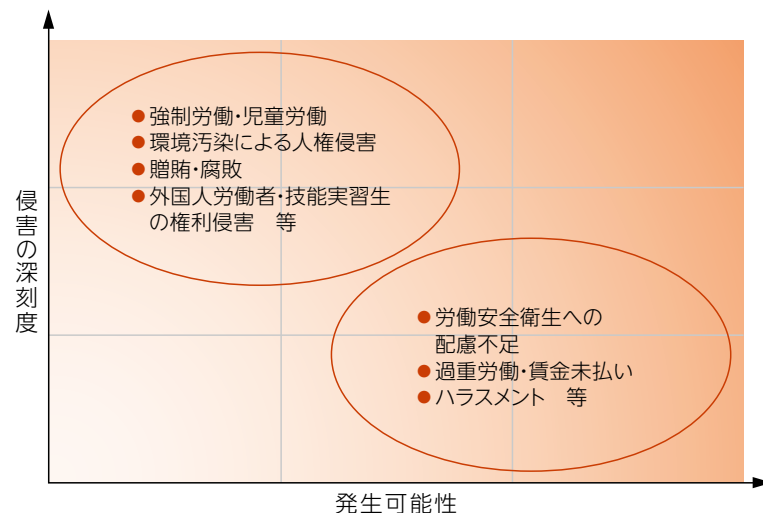 侵害の深刻度
● 強制労働・児童労働
● 環境汚染による人権侵害
● 贈賄・腐敗
● 外国人労働者・技能実習生
の権利侵害　等
● 労働安全衛生への
配慮不足
● 過重労働・賃金未払い
● ハラスメント　等
発生可能性